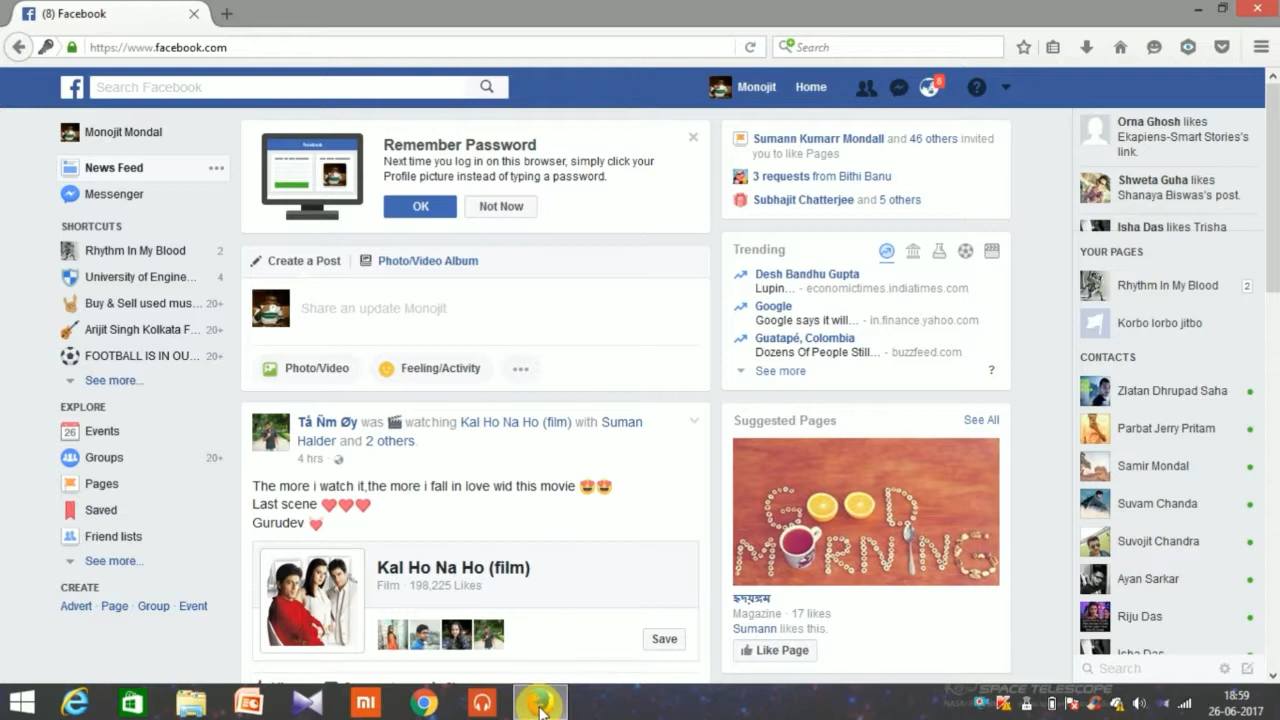 (8) Facebook
https://www.facebook.com
Search
Search Facebook
Monojit
Home
8
Monojit Mondal
News Feed
Messenger
SHORTCUTS
Rhythm In My Blood 2
University of Engine... 4
Buy & Sell used mus... 20+
Arijit Singh Kolkata F... 20+
FOOTBALL IS IN OU... 20+
See more...
EXPLORE
26 Events
Groups 20+
Pages
Saved
Friend lists
See more...
CREATE
Advert · Page · Group · Event
Remember Password
Next time you log in on this browser, simply click your
Profile picture instead of typing a password.
OK
Not Now
Create a Post
Photo/Video Album
Share an update Monojit
Photo/Video
Feeling/Activity
Tå Ñm Øy was watching Kal Ho Na Ho (film) with Suman
Halder and 2 others.
4 hrs ·
The more i watch it,the more i fall in love wid this movie 😍😍
Last scene ❤❤❤
Gurudev 💓
Kal Ho Na Ho (film)
Film · 198,225 Likes
Save
Sumann Kumarr Mondall and 46 others invited
you to like Pages
3 requests from Bithi Banu
Subhajit Chatterjee and 5 others
Trending
Desh Bandhu Gupta
Lupin... - economictimes.indiatimes.com
Google
Google says it will... - in.finance.yahoo.com
Guatapé, Colombia
Dozens Of People Still... - buzzfeed.com
See more
?
Suggested Pages
See All
GOOD
MORNING
হৃদয়ঙ্গম
Magazine · 17 likes
Sumann likes this.
Like Page
Orna Ghosh likes
Ekapiens-Smart Stories's
link.
Shweta Guha likes
Shanaya Biswas's post.
Isha Das likes Trisha
YOUR PAGES
Rhythm In My Blood 2
Korbo lorbo jitbo
CONTACTS
Zlatan Dhrupad Saha
Parbat Jerry Pritam
Samir Mondal
Suvam Chanda
Suvojit Chandra
Ayan Sarkar
Riju Das
Isha Das
Search
SPACE TELESCOPE
18:59
26-06-2017